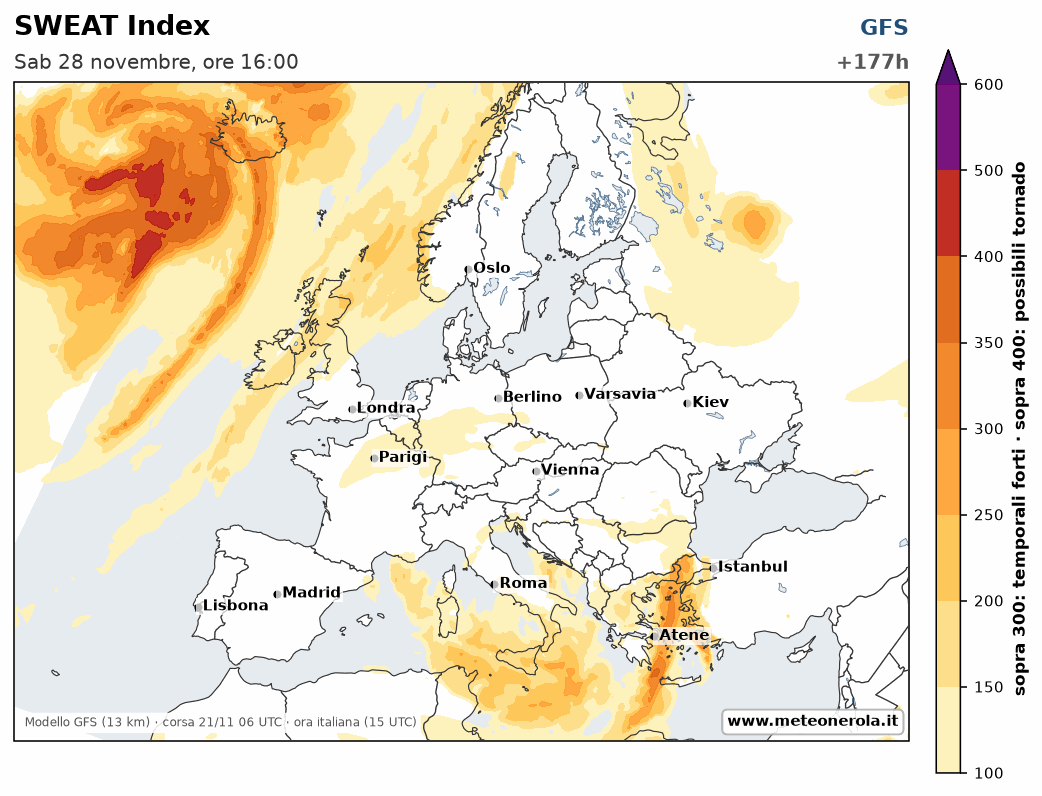 SWEAT Index
GFS
Sab 28 novembre, ore 16:00
+177h
Oslo
Berlino
Varsavia
Kiev
Londra
Parigi
Vienna
Istanbul
Roma
Madrid
Lisbona
Atene
Modello GFS (13 km) · corsa 21/11 06 UTC · ora italiana (15 UTC)
www.meteonerola.it
600
500
400
350
300
250
200
150
100
sopra 300: temporali forti · sopra 400: possibili tornado